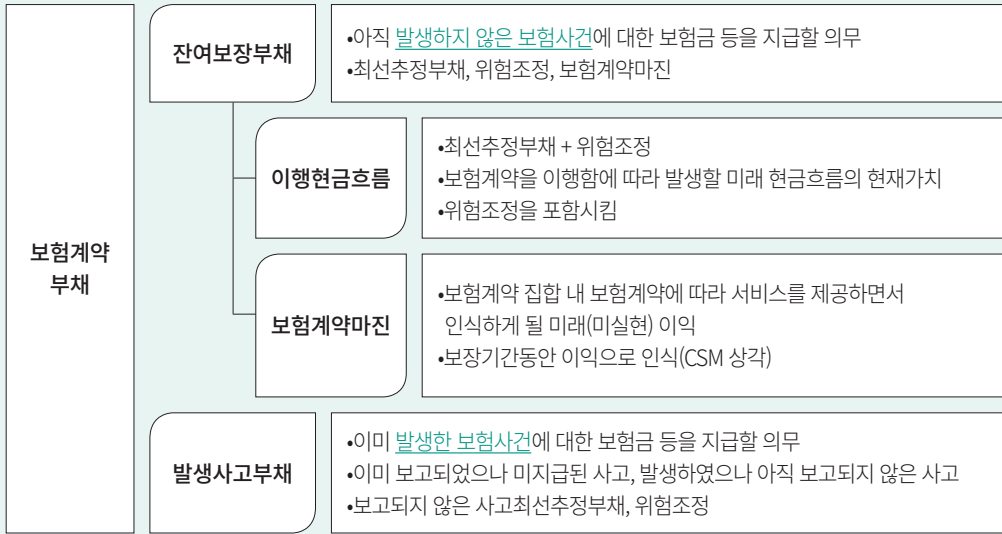 보험계약
부채
잔여보장부채
•아직 발생하지 않은 보험사건에 대한 보험금 등을 지급할 의무
•최선추정부채, 위험조정, 보험계약마진
이행현금흐름
•최선추정부채 + 위험조정
•보험계약을 이행함에 따라 발생할 미래 현금흐름의 현재가치
•위험조정을 포함시킴
보험계약마진
•보험계약 집합 내 보험계약에 따라 서비스를 제공하면서
인식하게 될 미래(미실현) 이익
•보장기간동안 이익으로 인식(CSM 상각)
발생사고부채
•이미 발생한 보험사건에 대한 보험금 등을 지급할 의무
•이미 보고되었으나 미지급된 사고, 발생하였으나 아직 보고되지 않은 사고
•보고되지 않은 사고최선추정부채, 위험조정